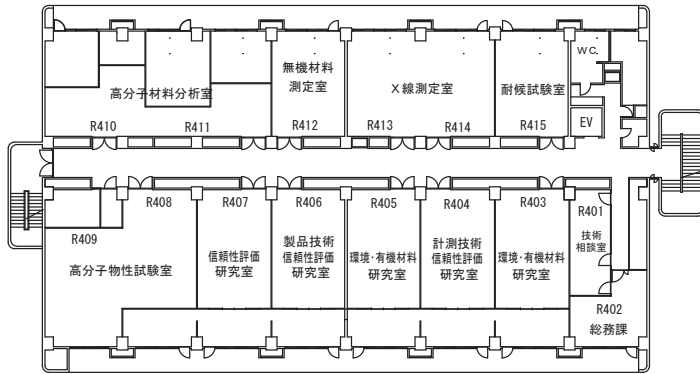 高分子材料分析室
R410
R411
無機材料
測定室
R412
X線測定室
R413
R414
耐候試験室
R415
WC.
EV
R409
R408
高分子物性試験室
R407
信頼性評価
研究室
R406
製品技術
信頼性評価
研究室
R405
環境・有機材料
研究室
R404
計測技術
信頼性評価
研究室
R403
環境・有機材料
研究室
R401
技術
相談室
R402
総務課